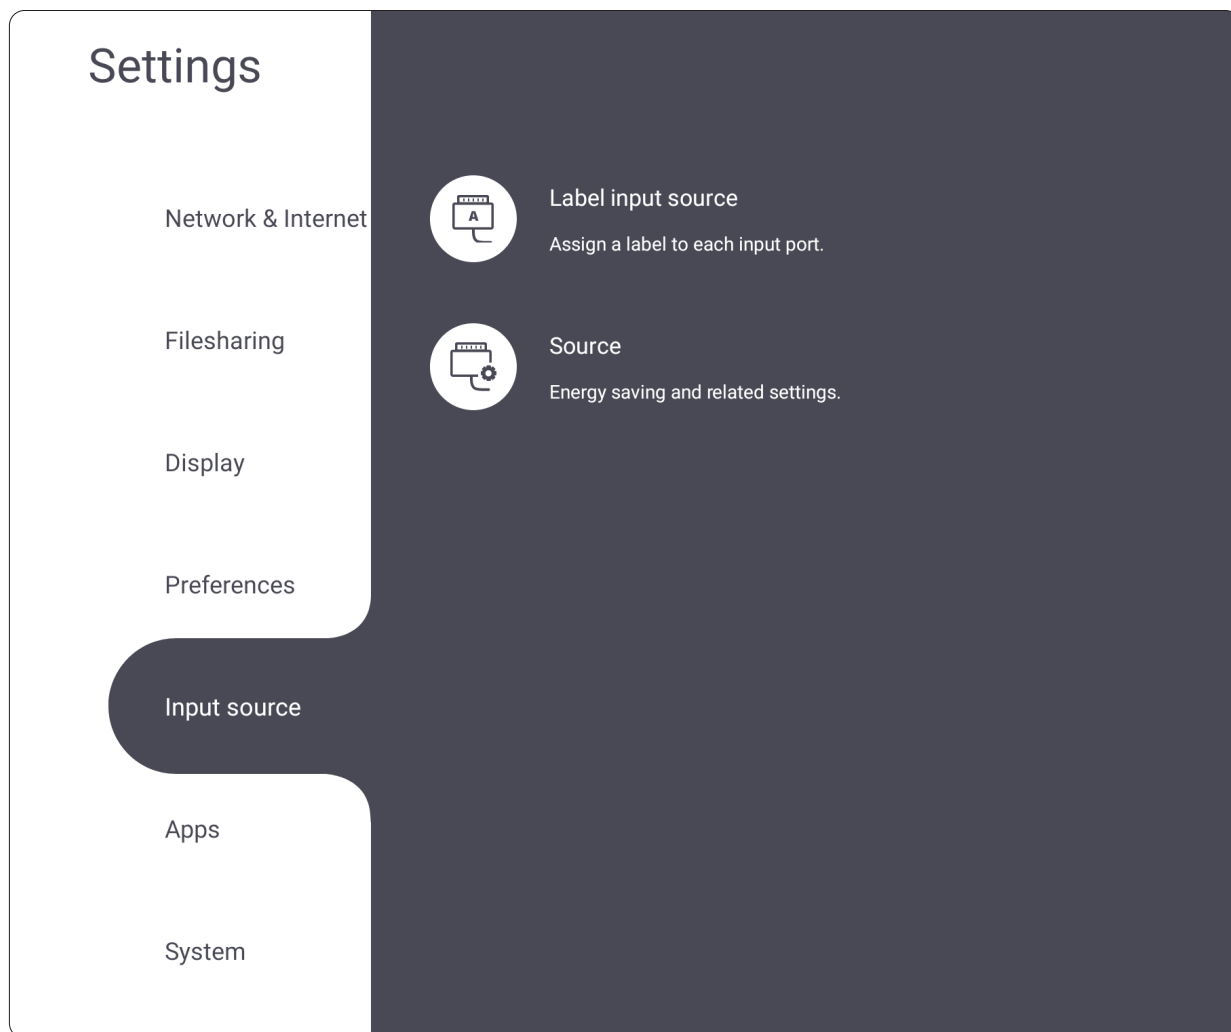 Settings
Network & Internet
Filesharing
Display
Preferences
Input source
Apps
System
A
Label input source
Assign a label to each input port.
Source
Energy saving and related settings.